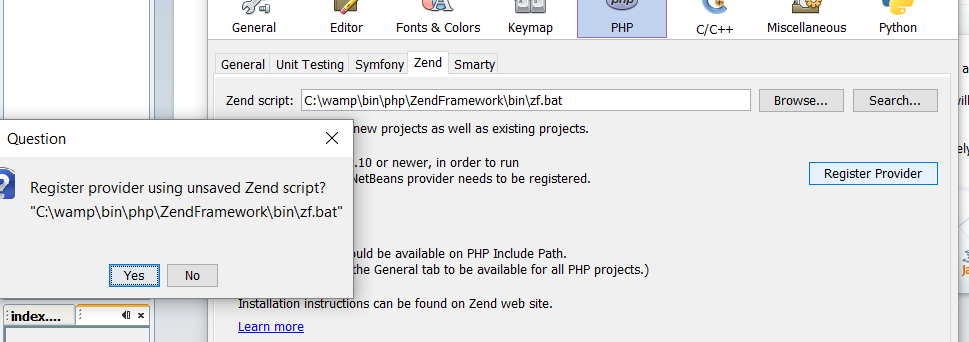 General Editor Fonts & Colors Keymap PHP C/C++ Miscellaneous Python
General Unit Testing Symfony Zend Smarty
Zend script: C:\wamp\bin\php\ZendFramework\bin\zf.bat Browse... Search...
new projects as well as existing projects.
.10 or newer, in order to run
NetBeans provider needs to be registered.
Register Provider
Question
Register provider using unsaved Zend script?
"C:\wamp\bin\php\ZendFramework\bin\zf.bat"
Yes No
uld be available on PHP Include Path.
the General tab to be available for all PHP projects.)
Installation instructions can be found on Zend web site.
Learn more
index....